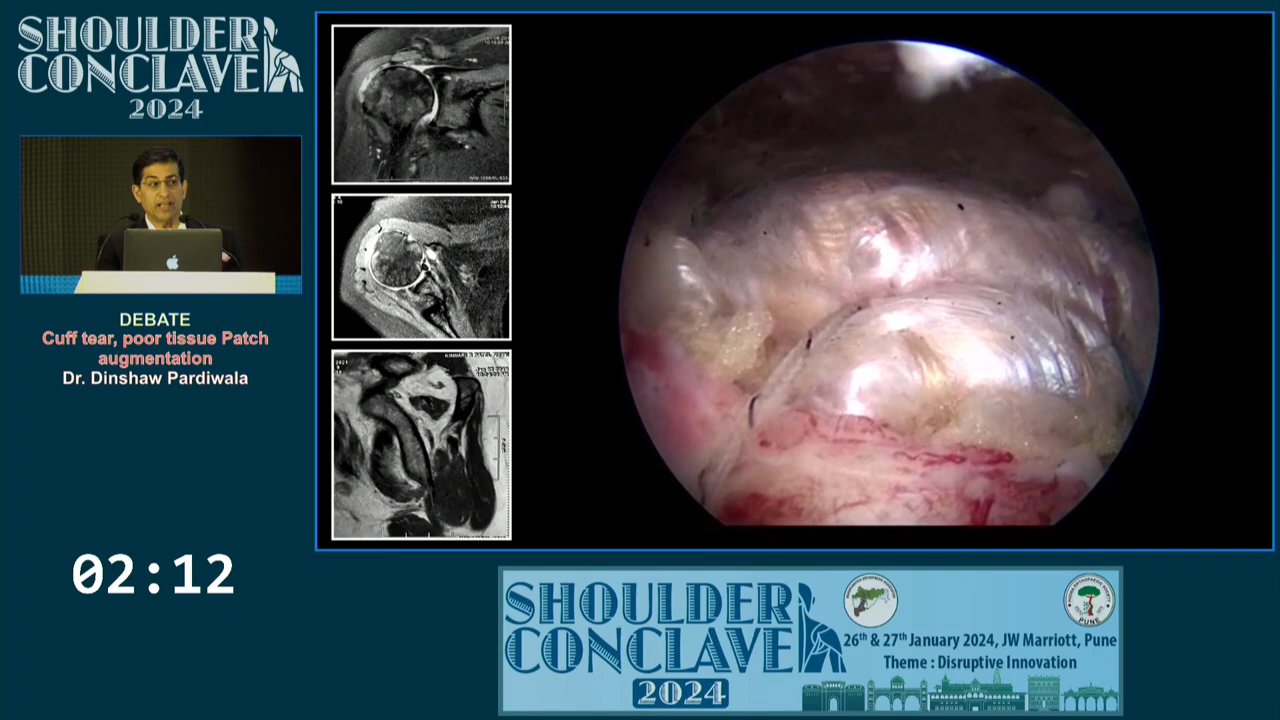 SHOULDER
CONCLAVE
2024
DEBATE
Cuff tear, poor tissue Patch
augmentation
Dr. Dinshaw Pardiwala
02:12
SHOULDER
CONCLAVE
2024
26th & 27th January 2024, JW Marriott, Pune
Theme : Disruptive Innovation
PUNE